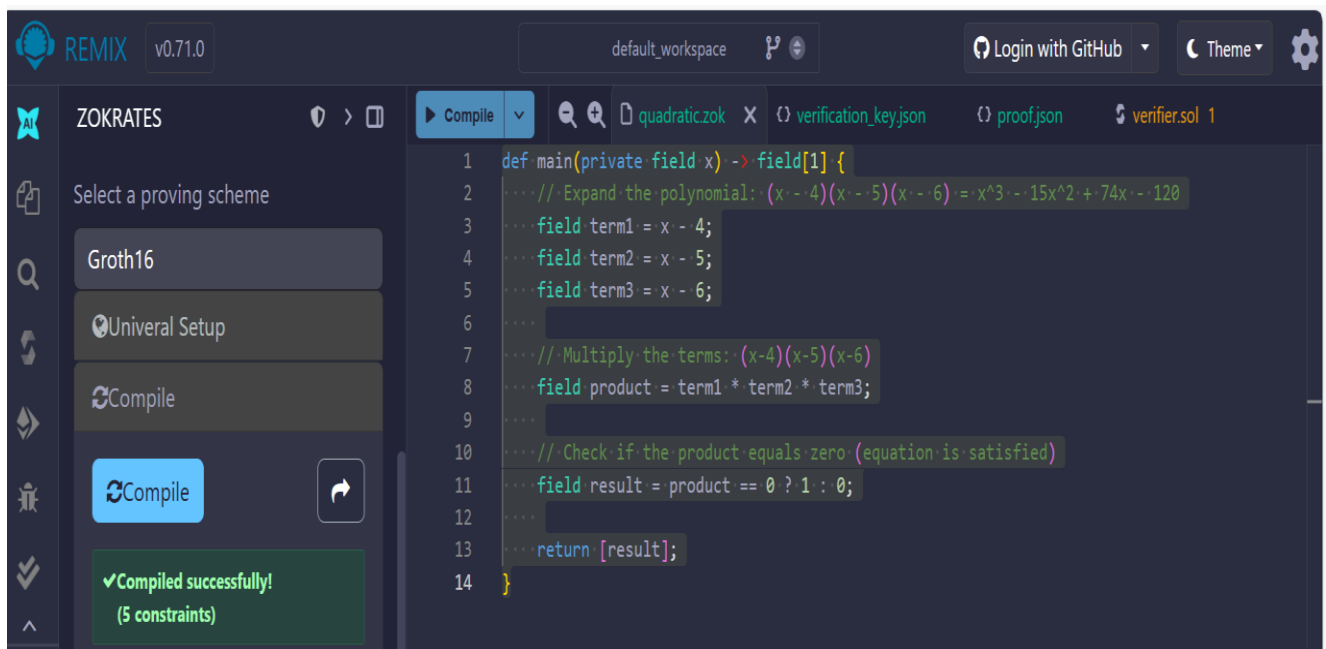 REMIX v0.71.0 default_workspace Login with GitHub Theme
AI ZOKRATES Compile quadratic.zok verification_key.json proof.json verifier.sol 1
Select a proving scheme
Groth16
Univeral Setup
Compile
Compile
Compiled successfully!
(5 constraints)
1 def main(private field x) -> field[1] {
2 // Expand the polynomial: (x - 4)(x - 5)(x - 6) = x^3 - 15x^2 + 74x - 120
3 field term1 = x - 4;
4 field term2 = x - 5;
5 field term3 = x - 6;
6
7 // Multiply the terms: (x-4)(x-5)(x-6)
8 field product = term1 * term2 * term3;
9
10 // Check if the product equals zero (equation is satisfied)
11 field result = product == 0 ? 1 : 0;
12
13 return [result];
14 }